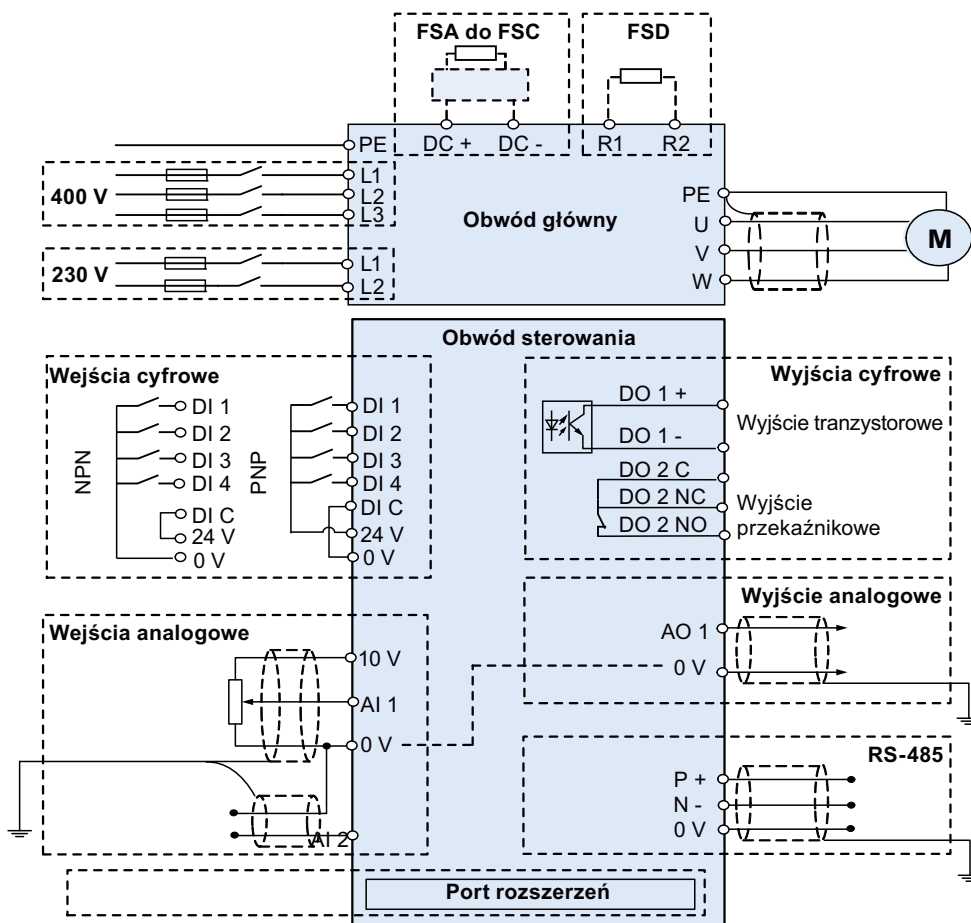 FSA do FSC
FSD
PE
DC +
DC -
R1
R2
400 V
L1
L2
L3
Obwód główny
PE
U
V
W
M
230 V
L1
L2
Obwód sterowania
Wejścia cyfrowe
NPN
DI 1
DI 2
DI 3
DI 4
DI C
24 V
0 V
PNP
DI 1
DI 2
DI 3
DI 4
DI C
24 V
0 V
Wyjścia cyfrowe
DO 1 +
DO 1 -
Wyjście tranzystorowe
DO 2 C
DO 2 NC
DO 2 NO
Wyjście
przekaźnikowe
Wejścia analogowe
10 V
AI 1
0 V
AI 2
Wyjście analogowe
AO 1
0 V
RS-485
P +
N -
0 V
Port rozszerzeń